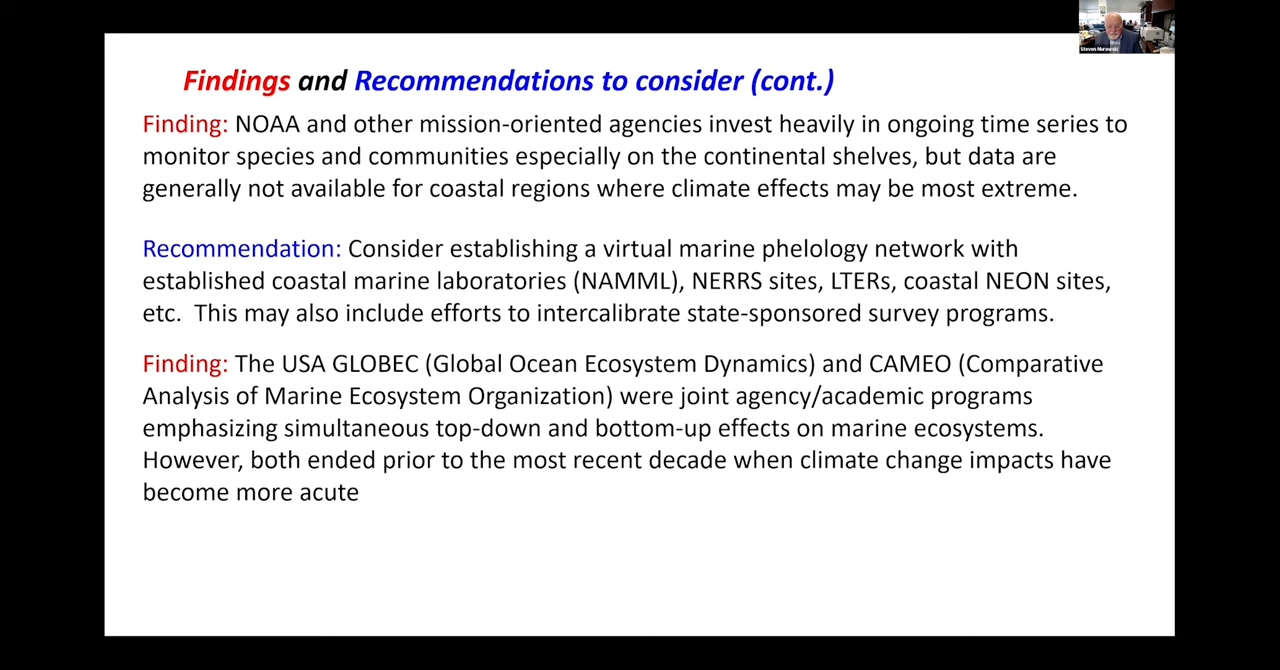 Steven Murawski
Findings and Recommendations to consider (cont.)
Finding: NOAA and other mission-oriented agencies invest heavily in ongoing time series to
monitor species and communities especially on the continental shelves, but data are
generally not available for coastal regions where climate effects may be most extreme.
Recommendation: Consider establishing a virtual marine phelology network with
established coastal marine laboratories (NAMML), NERRS sites, LTERs, coastal NEON sites,
etc.  This may also include efforts to intercalibrate state-sponsored survey programs.
Finding: The USA GLOBEC (Global Ocean Ecosystem Dynamics) and CAMEO (Comparative
Analysis of Marine Ecosystem Organization) were joint agency/academic programs
emphasizing simultaneous top-down and bottom-up effects on marine ecosystems.
However, both ended prior to the most recent decade when climate change impacts have
become more acute